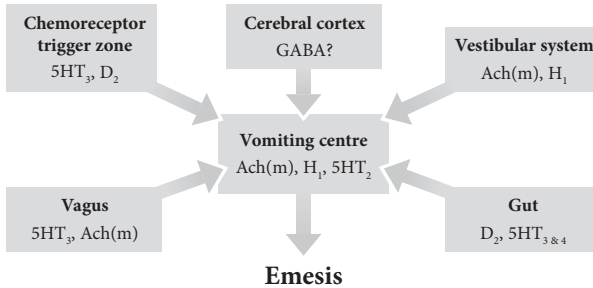 Chemoreceptor
trigger zone
5HT₃, D₂
Cerebral cortex
GABA?
Vestibular system
Ach(m), H₁
Vomiting centre
Ach(m), H₁, 5HT₂
Vagus
5HT₃, Ach(m)
Gut
D₂, 5HT₃ & ₄
Emesis